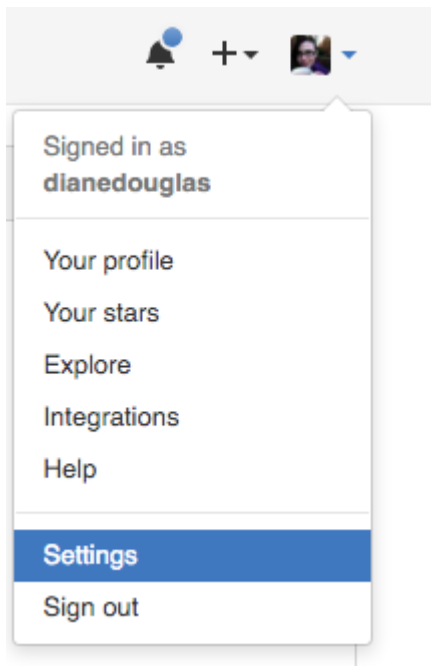 Signed in as
dianedouglas
Your profile
Your stars
Explore
Integrations
Help
Settings
Sign out